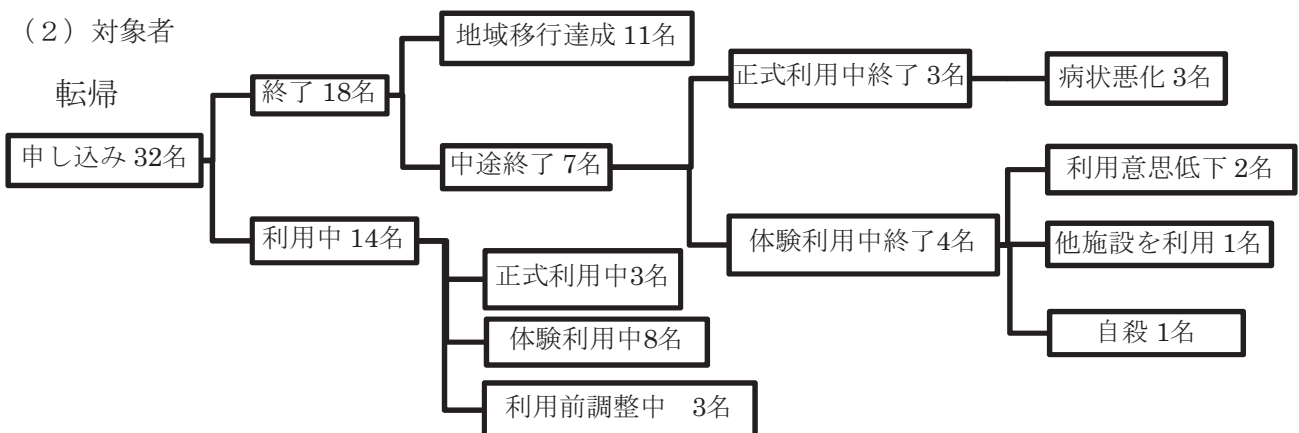 （２）対象者
転帰
申し込み 32名
終了 18名
地域移行達成 11名
中途終了 7名
正式利用中終了 3名
病状悪化 3名
体験利用中終了4名
利用意思低下 2名
他施設を利用 1名
自殺 1名
利用中 14名
正式利用中3名
体験利用中8名
利用前調整中　3名